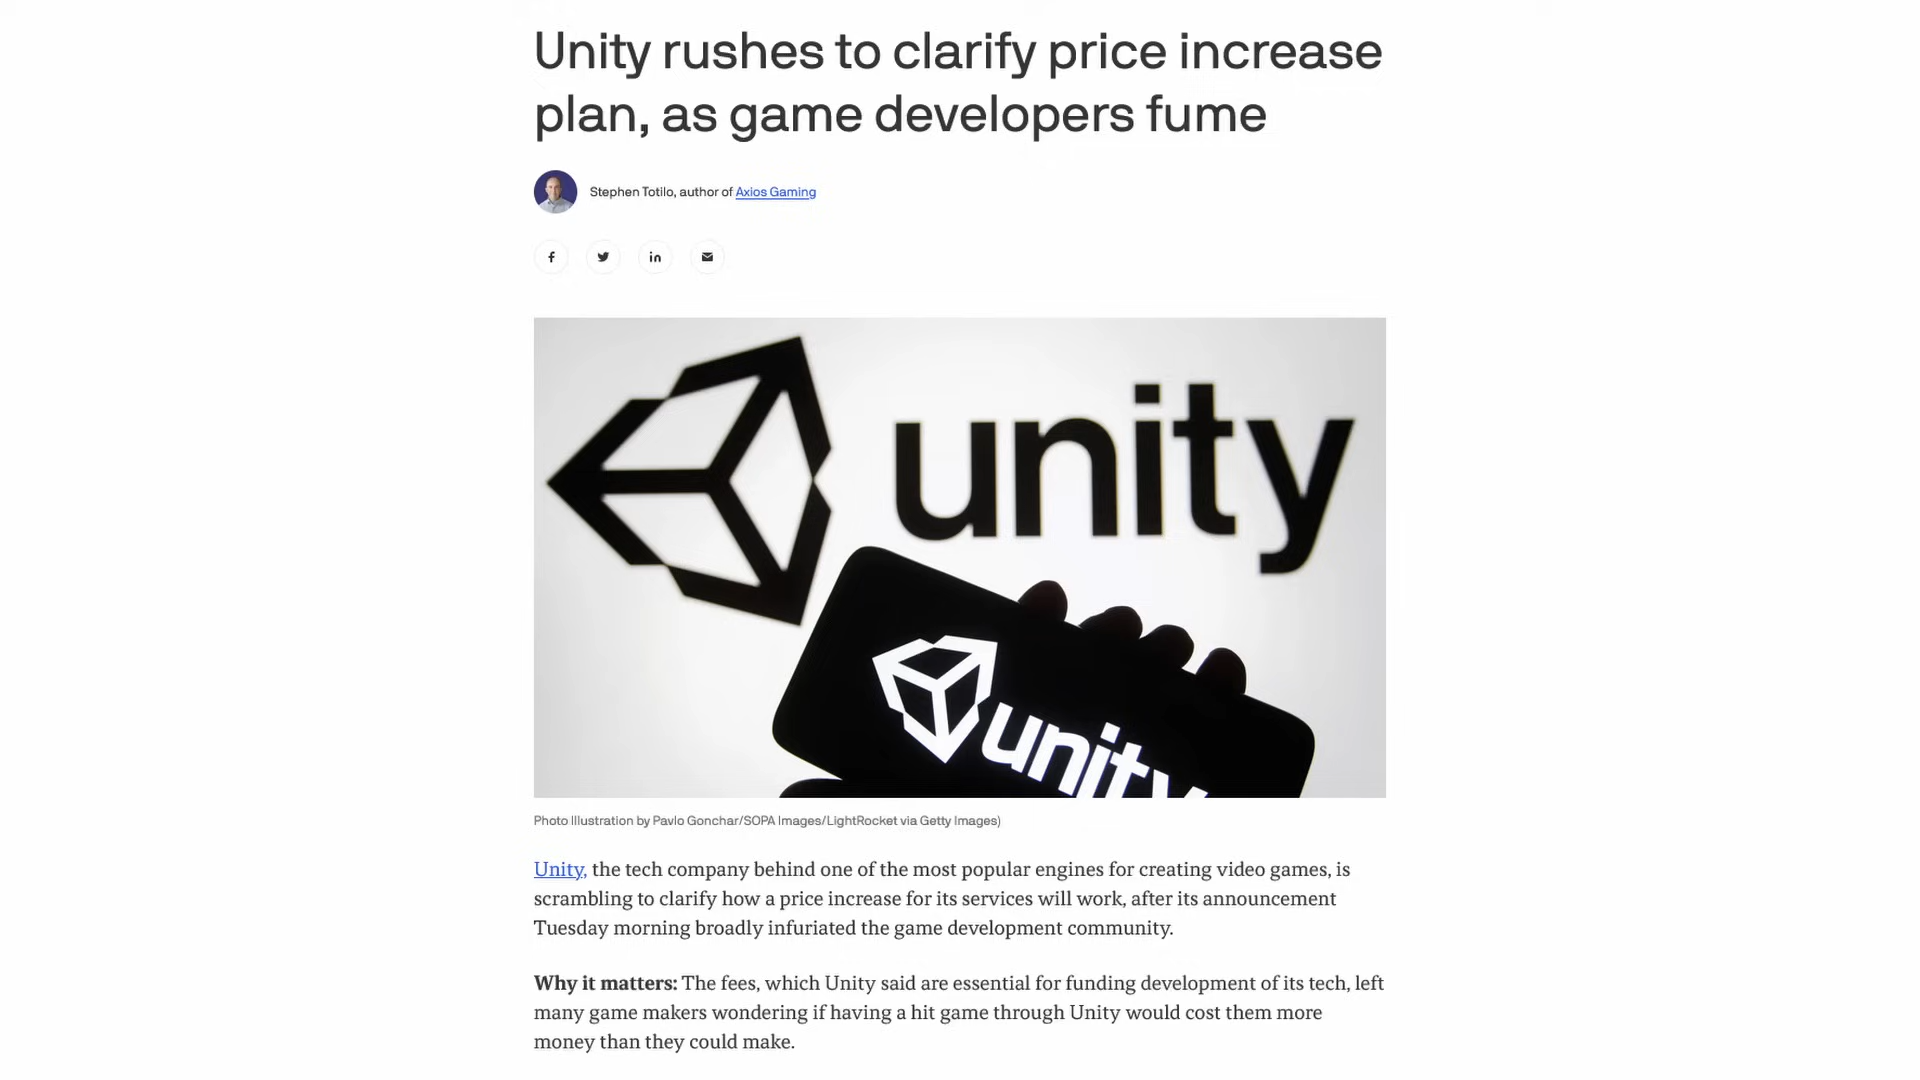 Unity rushes to clarify price increase
plan, as game developers fume
Stephen Totilo, author of Axios Gaming
unity
unity
Photo Illustration by Pavlo Gonchar/SOPA Images/LightRocket via Getty Images)
Unity, the tech company behind one of the most popular engines for creating video games, is
scrambling to clarify how a price increase for its services will work, after its announcement
Tuesday morning broadly infuriated the game development community.
Why it matters: The fees, which Unity said are essential for funding development of its tech, left
many game makers wondering if having a hit game through Unity would cost them more
money than they could make.